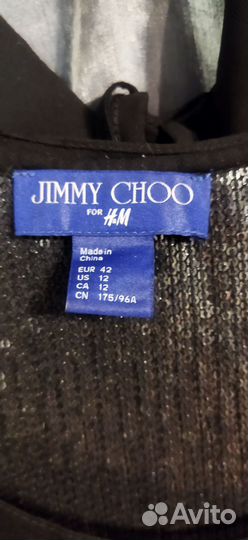 JIMMY CHOO
FOR H&M
Made in
China
EUR 42
US 12
CA 12
CN 175/96A
Avito